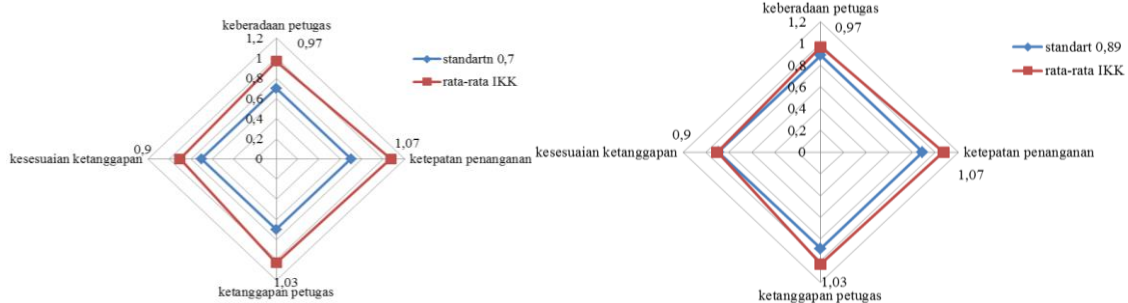 keberadaan petugas
1,2
0,97
1
0,8
0,6
0,4
0,2
0
standartn 0,7
rata-rata IKK
0,9
kesesuaian ketanggapan
1,07
ketepatan penanganan
1,03
ketanggapan petugas
keberadaan petugas
1,2
0,97
1
0,8
0,6
0,4
0,2
0
standart 0,89
rata-rata IKK
0,9
kesesuaian ketanggapan
ketepatan penanganan
1,07
1,03
ketanggapan petugas